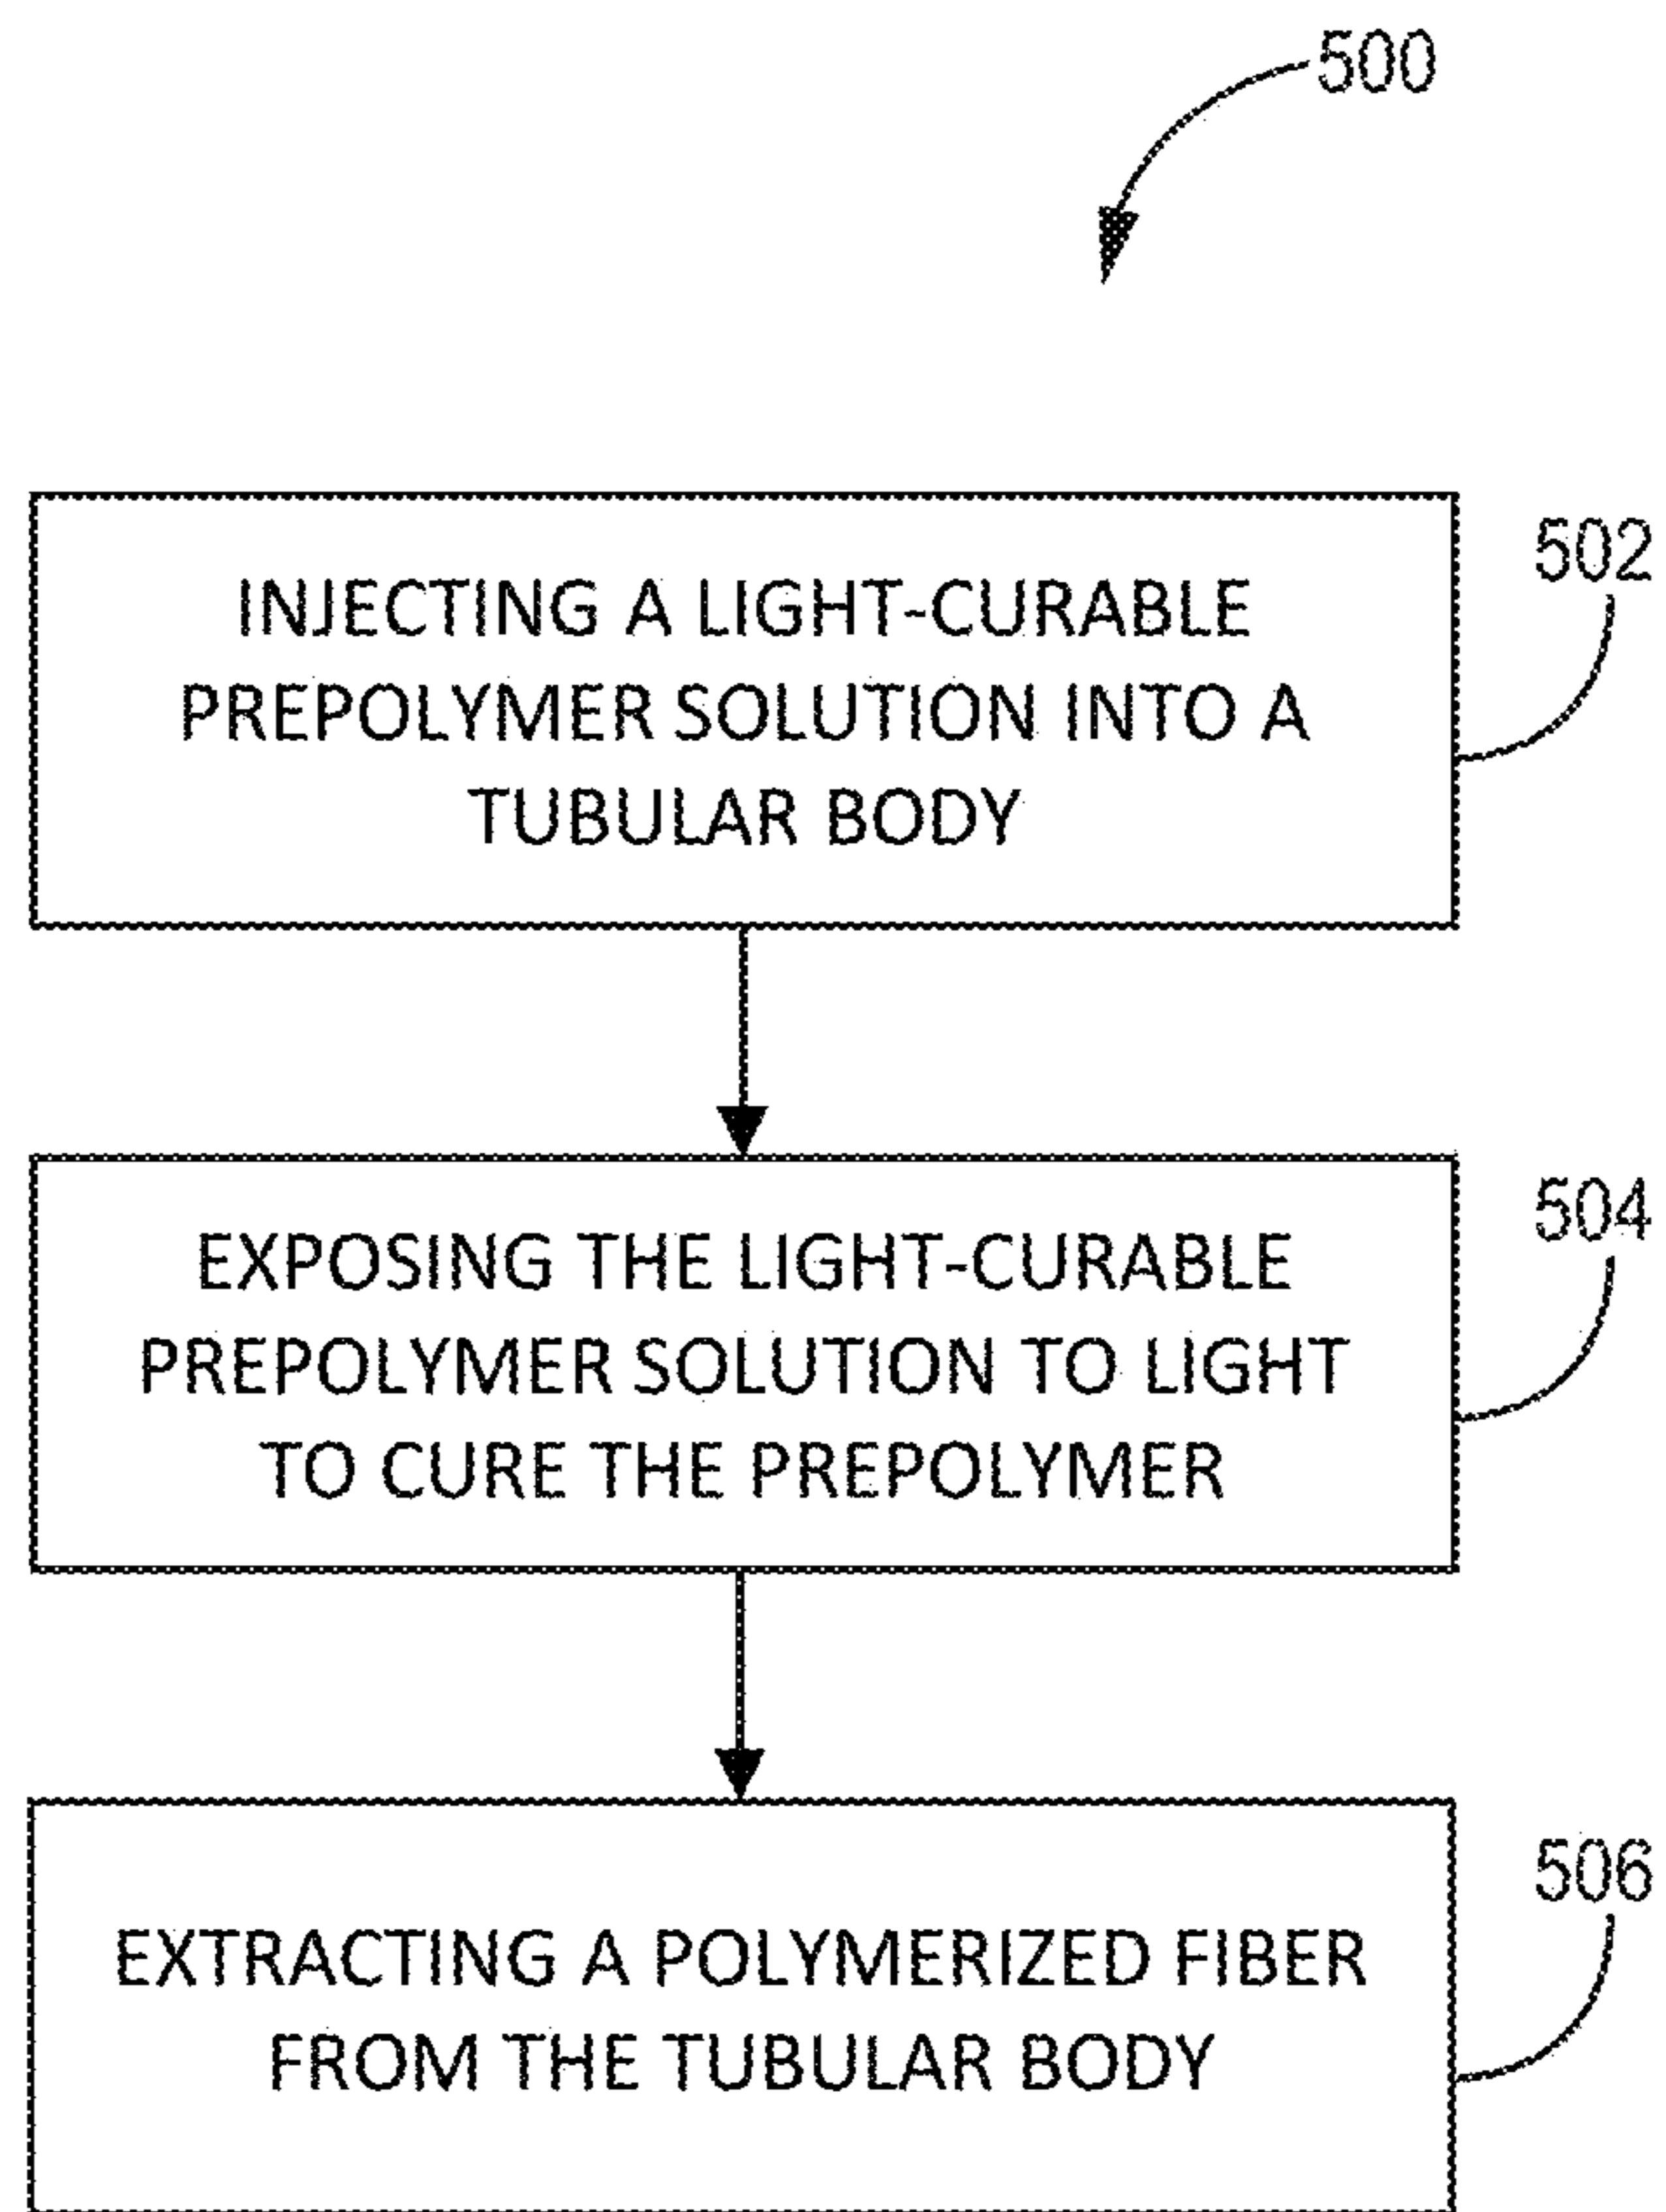 500
INJECTING A LIGHT-CURABLE
PREPOLYMER SOLUTION INTO A
TUBULAR BODY
502
EXPOSING THE LIGHT-CURABLE
PREPOLYMER SOLUTION TO LIGHT
TO CURE THE PREPOLYMER
504
EXTRACTING A POLYMERIZED FIBER
FROM THE TUBULAR BODY
506